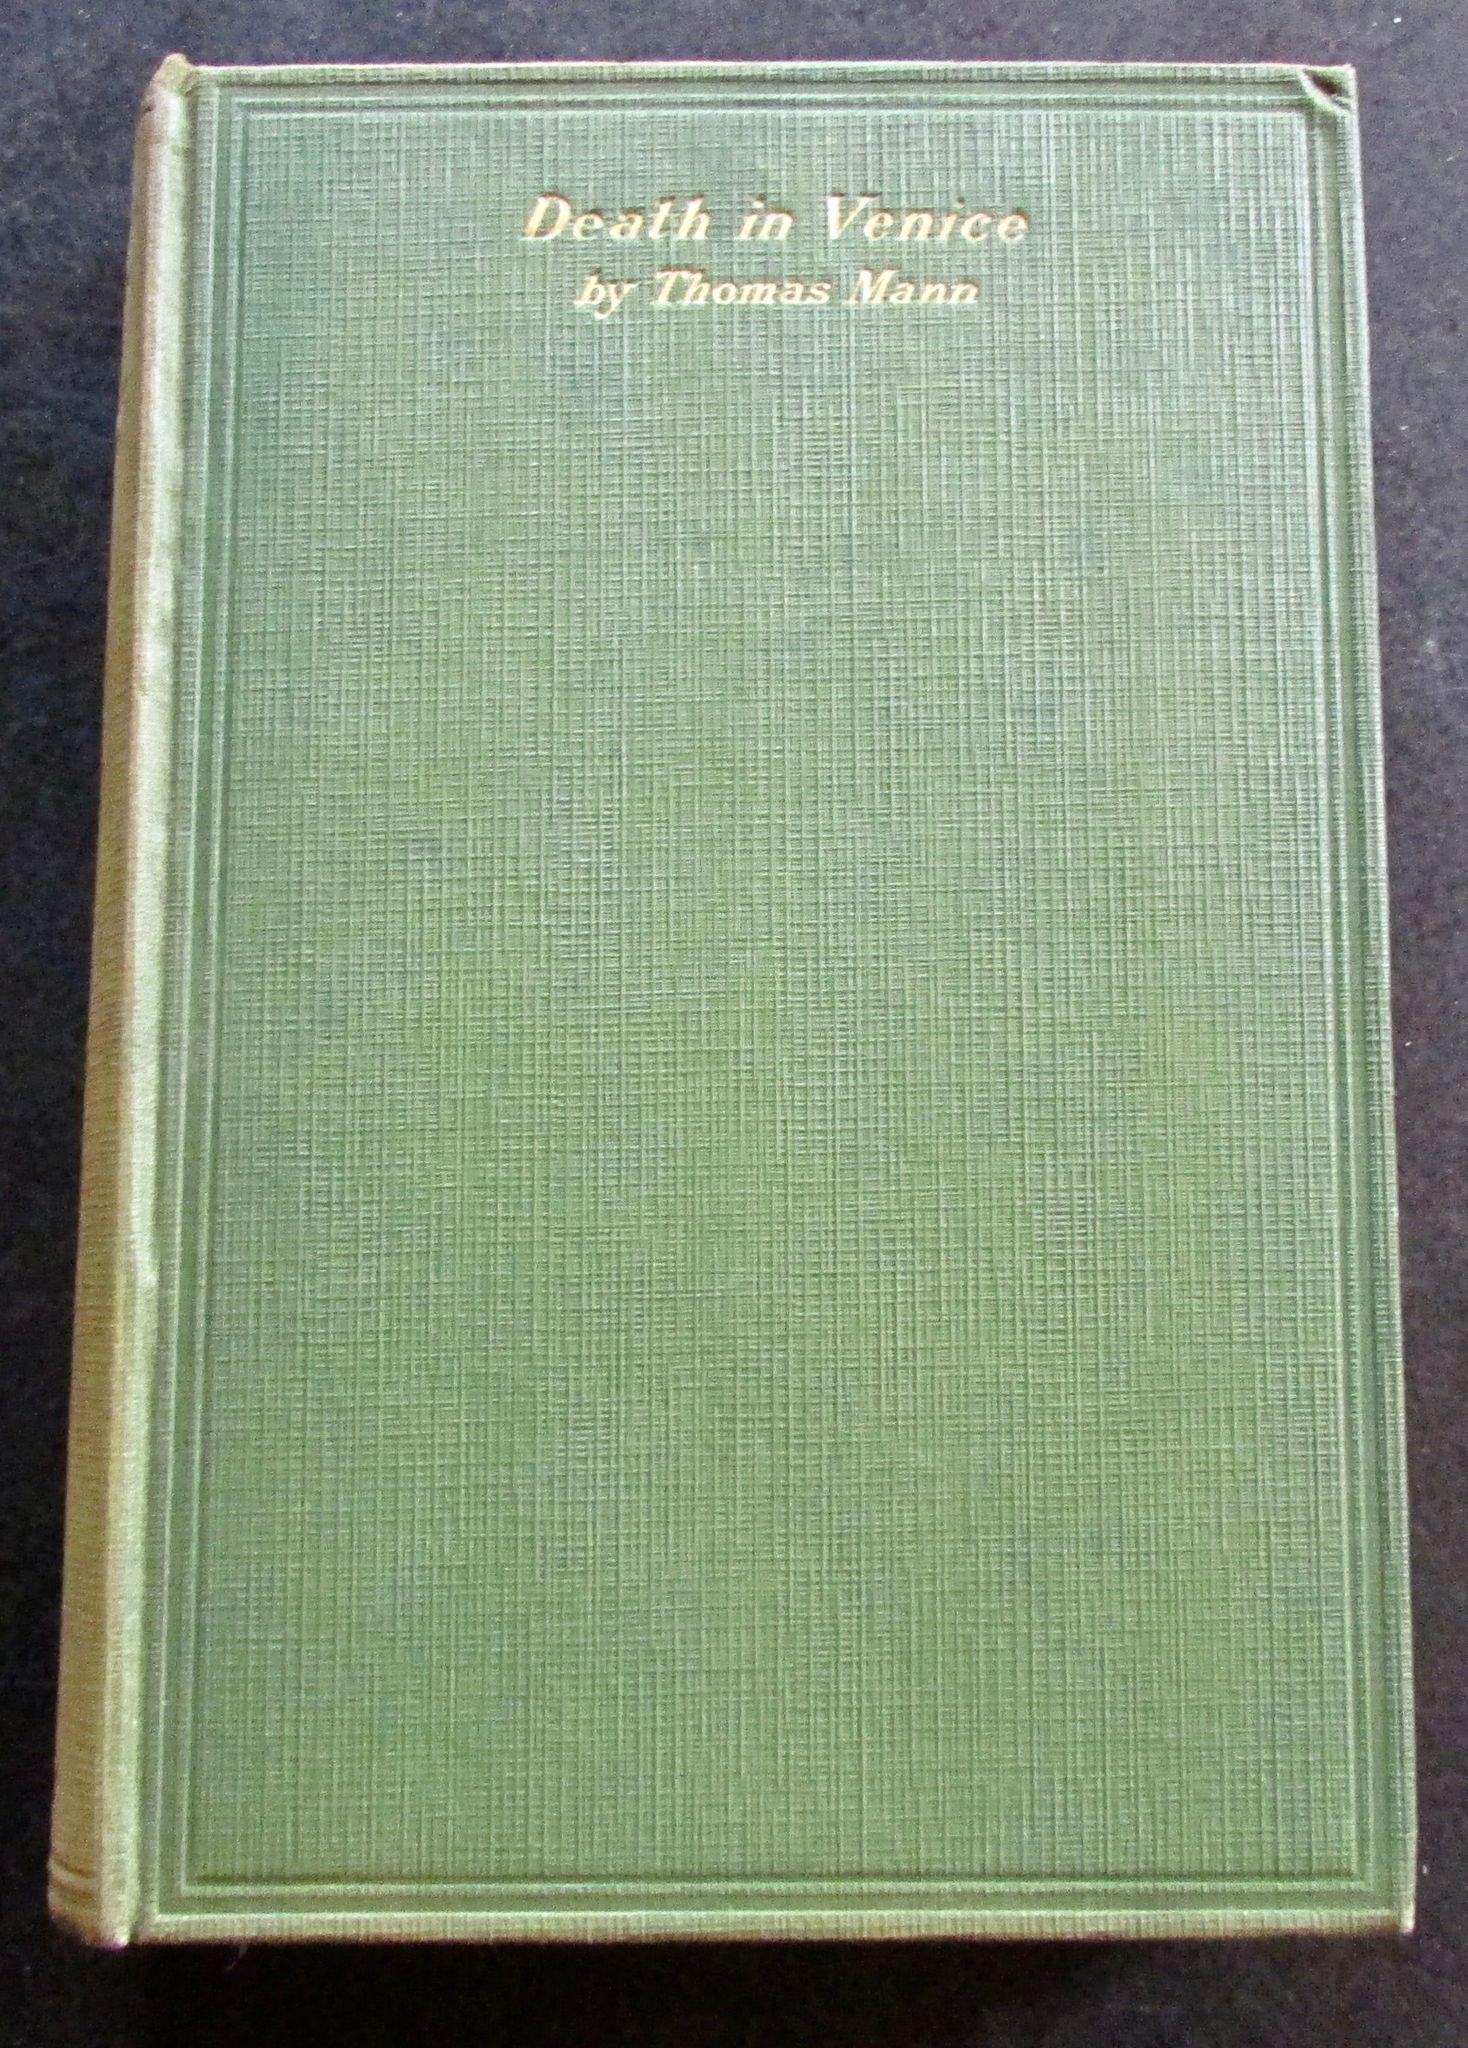 Death in Venice
by Thomas Mann